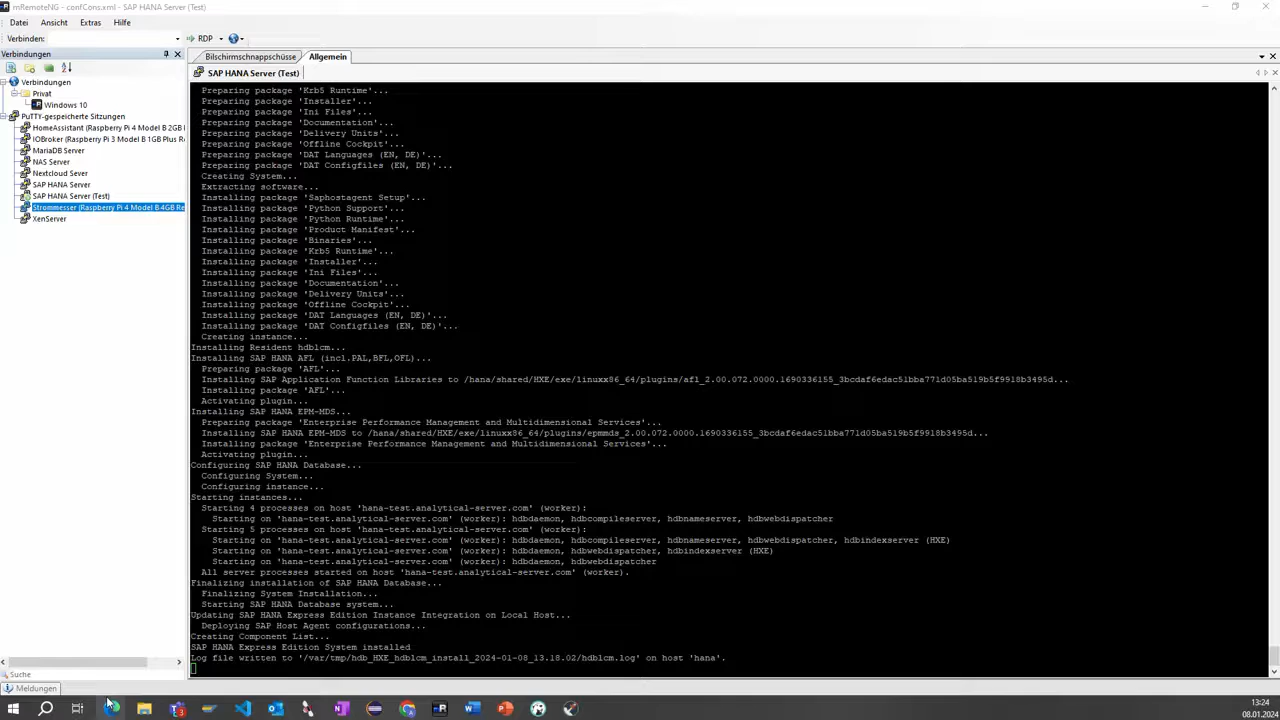 mRemoteNG - confCons.xml - SAP HANA Server (Test)
Datei Ansicht Extras Hilfe
Verbinden: RDP
Verbindungen
Bilschirmschnappschüsse Allgemein
SAP HANA Server (Test)
Verbindungen
Privat
Windows 10
PuTTY-gespeicherte Sitzungen
HomeAssistant (Raspberry Pi 4 Model B 2GB
IOBroker (Raspberry Pi 3 Model B 1GB Plus R
MariaDB Server
NAS Server
Nextcloud Sever
SAP HANA Server
SAP HANA Server (Test)
Strommesser (Raspberry Pi 4 Model B 4GB Re
XenServer
Preparing package 'Krb5 Runtime'...
Preparing package 'Installer'...
Preparing package 'Ini Files'...
Preparing package 'Documentation'...
Preparing package 'Delivery Units'...
Preparing package 'Offline Cockpit'...
Preparing package 'DAT Languages (EN, DE)'...
Preparing package 'DAT Configfiles (EN, DE)'...
Creating System...
Extracting software...
Installing package 'Saphostagent Setup'...
Installing package 'Python Support'...
Installing package 'Python Runtime'...
Installing package 'Product Manifest'...
Installing package 'Binaries'...
Installing package 'Krb5 Runtime'...
Installing package 'Installer'...
Installing package 'Ini Files'...
Installing package 'Documentation'...
Installing package 'Delivery Units'...
Installing package 'Offline Cockpit'...
Installing package 'DAT Languages (EN, DE)'...
Installing package 'DAT Configfiles (EN, DE)'...
Creating instance...
Installing Resident hdblcm...
Installing SAP HANA AFL (incl.PAL,BFL,OFL)...
Preparing package 'AFL'...
Installing SAP Application Function Libraries to /hana/shared/HXE/exe/linuxx86_64/plugins/afl_2.00.072.0000.1690336155_3bcdaf6edac51bba771d05ba519b5f9918b3495d...
Installing package 'AFL'...
Activating plugin...
Installing SAP HANA EPM-MDS...
Preparing package 'Enterprise Performance Management and Multidimensional Services'...
Installing SAP HANA EPM-MDS to /hana/shared/HXE/exe/linuxx86_64/plugins/epmmds_2.00.072.0000.1690336155_3bcdaf6edac51bba771d05ba519b5f9918b3495d...
Installing package 'Enterprise Performance Management and Multidimensional Services'...
Activating plugin...
Configuring SAP HANA Database...
Configuring System...
Configuring instance...
Starting instances...
Starting 4 processes on host 'hana-test.analytical-server.com' (worker):
Starting on 'hana-test.analytical-server.com' (worker): hdbdaemon, hdbcompileserver, hdbnameserver, hdbwebdispatcher
Starting 5 processes on host 'hana-test.analytical-server.com' (worker):
Starting on 'hana-test.analytical-server.com' (worker): hdbdaemon, hdbcompileserver, hdbnameserver, hdbwebdispatcher, hdbindexserver (HXE)
Starting on 'hana-test.analytical-server.com' (worker): hdbdaemon, hdbwebdispatcher, hdbindexserver (HXE)
Starting on 'hana-test.analytical-server.com' (worker): hdbdaemon, hdbwebdispatcher
All server processes started on host 'hana-test.analytical-server.com' (worker).
Finalizing installation of SAP HANA Database...
Finalizing System Installation...
Starting SAP HANA Database system...
Updating SAP HANA Express Edition Instance Integration on Local Host...
Deploying SAP Host Agent configurations...
Creating Component List...
SAP HANA Express Edition System installed
Log file written to '/var/tmp/hdb_HXE_hdblcm_install_2024-01-08_13.18.02/hdblcm.log' on host 'hana'.
Suche
Meldungen
13:24
08.01.2024